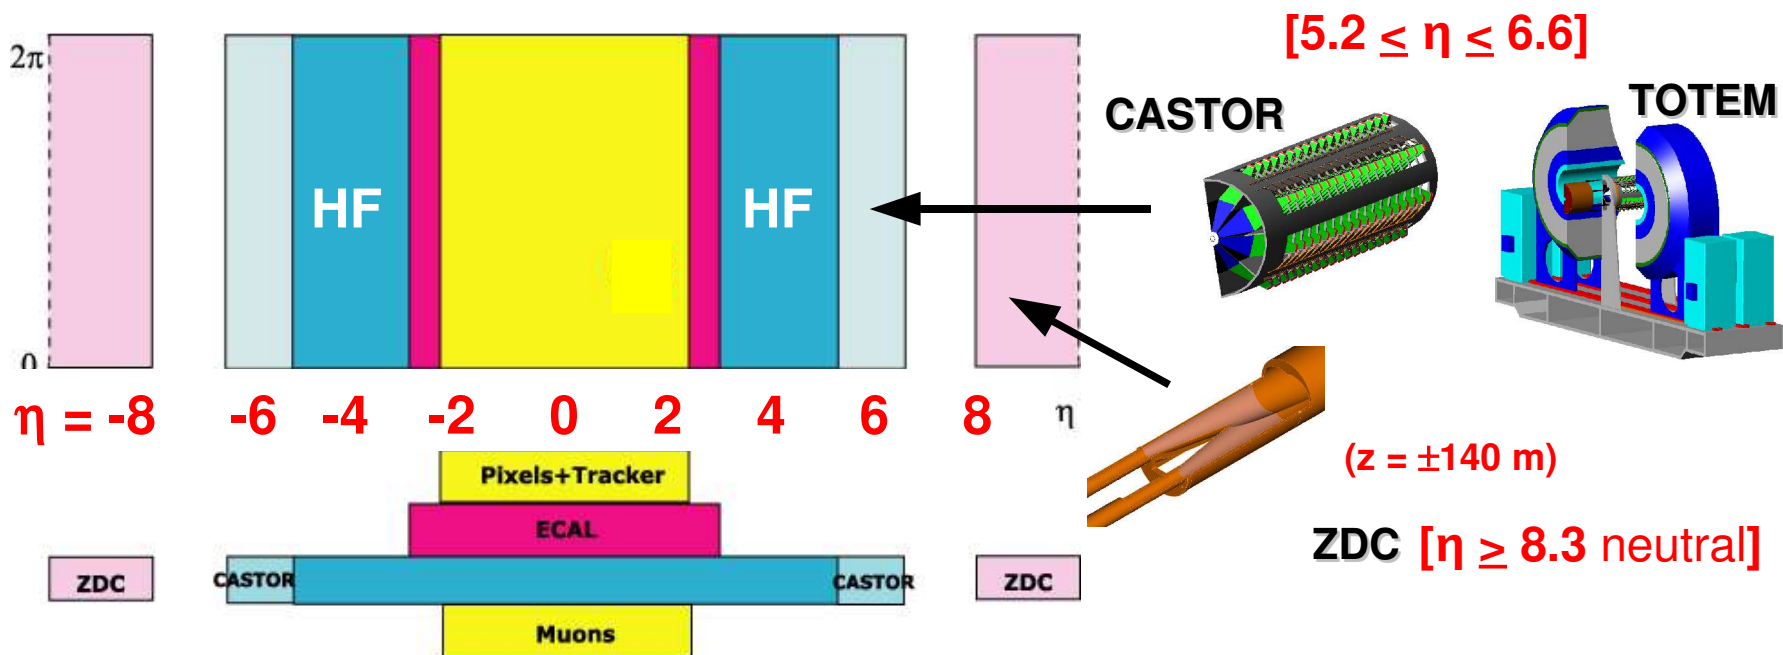 [5.2 ≤ η ≤ 6.6]
2π
CASTOR
TOTEM
HF
HF
0
η = -8 -6 -4 -2 0 2 4 6 8 η
Pixels+Tracker
(z = ±140 m)
ECAL
ZDC [η ≥ 8.3 neutral]
ZDC
CASTOR
CASTOR
ZDC
Muons